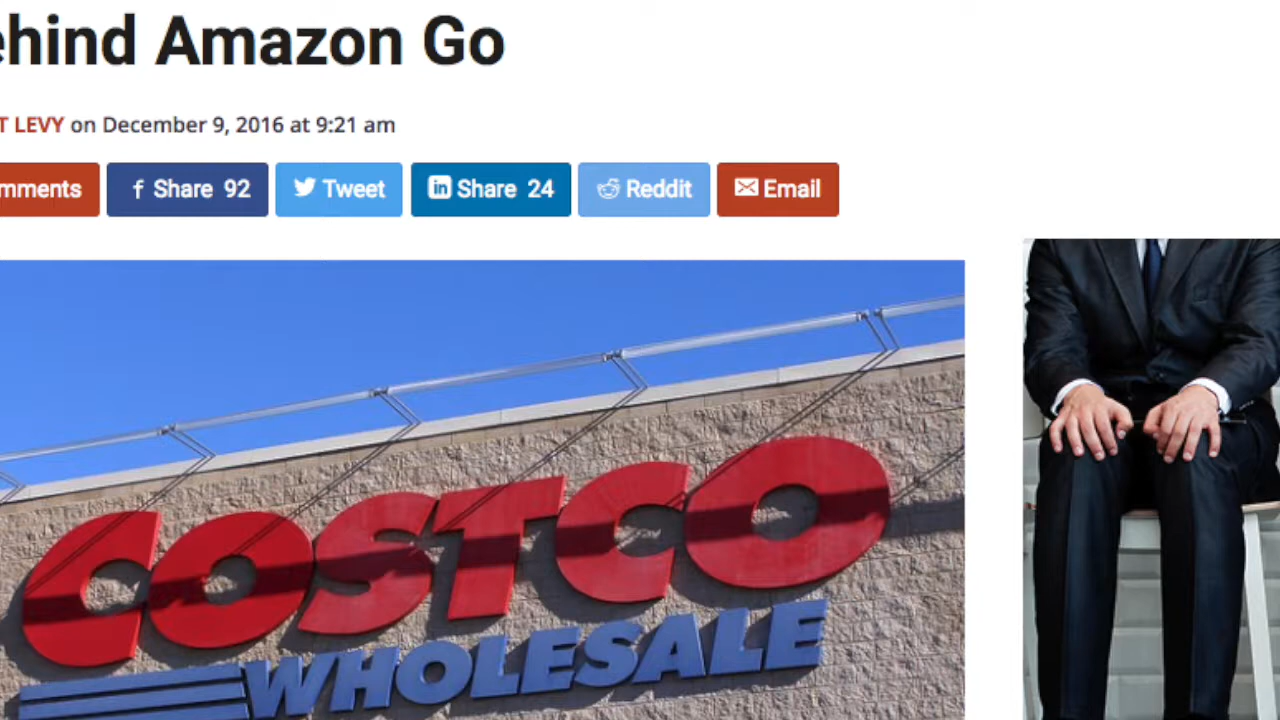 ehind Amazon Go
T LEVY on December 9, 2016 at 9:21 am
mments f Share 92 Tweet in Share 24 Reddit Email
COSTCO
WHOLESALE